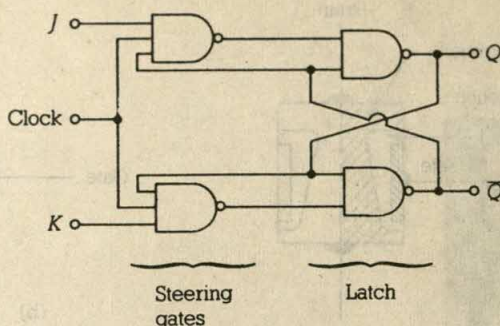 J
Q
Clock
K
Q̅
Steering
gates
Latch